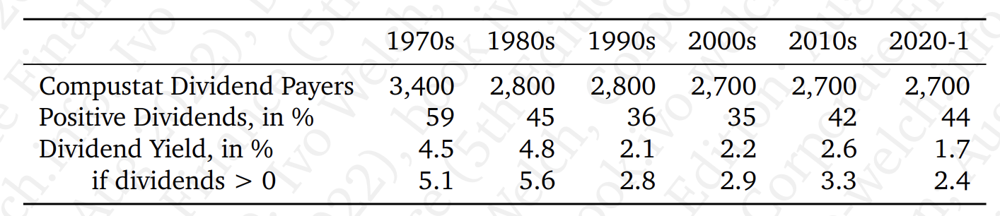 1970s 1980s 1990s 2000s 2010s 2020-1
Compustat Dividend Payers 3,400 2,800 2,800 2,700 2,700 2,700
Positive Dividends, in % 59 45 36 35 42 44
Dividend Yield, in % 4.5 4.8 2.1 2.2 2.6 1.7
if dividends > 0 5.1 5.6 2.8 2.9 3.3 2.4